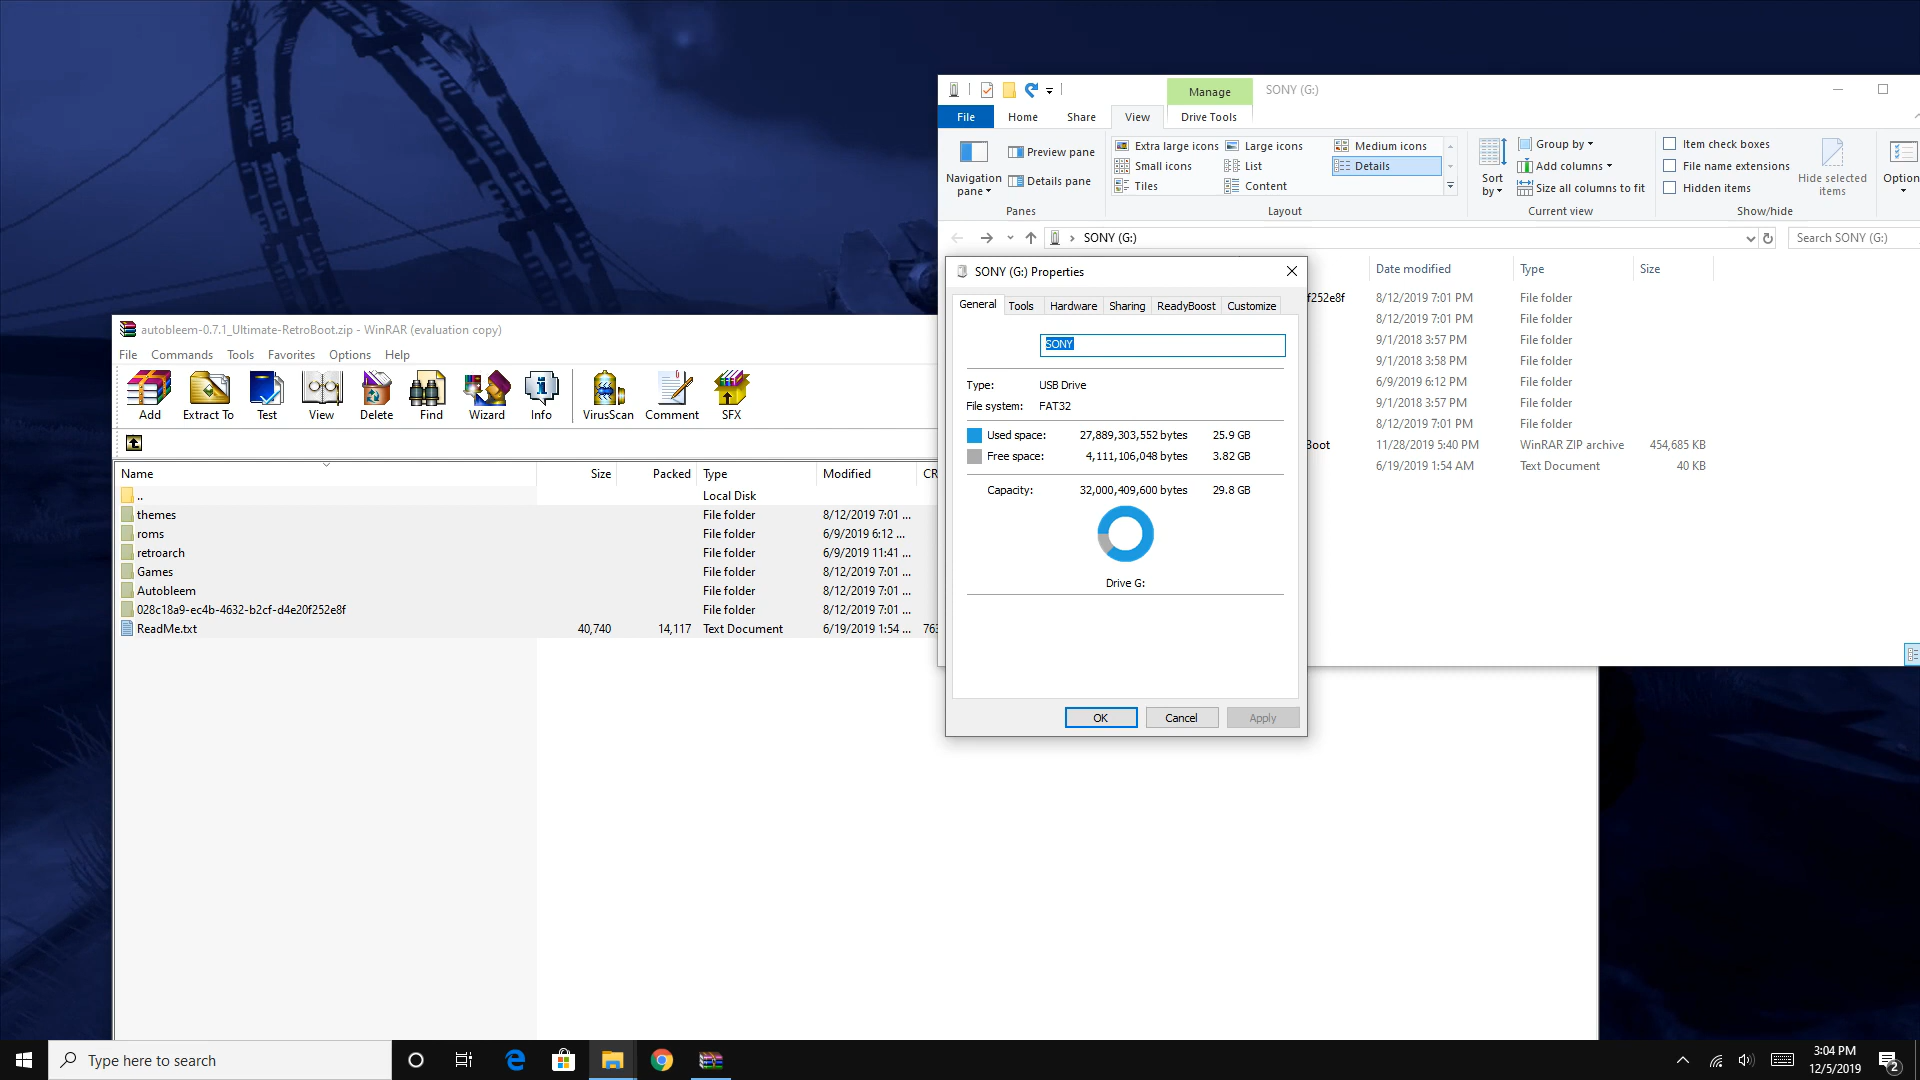 Manage
SONY (G:)
File
Home
Share
View
Drive Tools
Navigation pane
Preview pane
Details pane
Extra large icons
Large icons
Medium icons
Small icons
List
Details
Tiles
Content
Sort by
Group by
Add columns
Size all columns to fit
Item check boxes
File name extensions
Hidden items
Hide selected items
Option
Panes
Layout
Current view
Show/hide
SONY (G:)
Search SONY (G:)
Date modified
Type
Size
f252e8f
8/12/2019 7:01 PM
File folder
8/12/2019 7:01 PM
File folder
9/1/2018 3:57 PM
File folder
9/1/2018 3:58 PM
File folder
6/9/2019 6:12 PM
File folder
9/1/2018 3:57 PM
File folder
8/12/2019 7:01 PM
File folder
Boot
11/28/2019 5:40 PM
WinRAR ZIP archive
454,685 KB
6/19/2019 1:54 AM
Text Document
40 KB
SONY (G:) Properties
General
Tools
Hardware
Sharing
ReadyBoost
Customize
SONY
Type:
USB Drive
File system:
FAT32
Used space:
27,889,303,552 bytes
25.9 GB
Free space:
4,111,106,048 bytes
3.82 GB
Capacity:
32,000,409,600 bytes
29.8 GB
Drive G:
OK
Cancel
Apply
autobleem-0.7.1_Ultimate-RetroBoot.zip - WinRAR (evaluation copy)
File
Commands
Tools
Favorites
Options
Help
Add
Extract To
Test
View
Delete
Find
Wizard
Info
VirusScan
Comment
SFX
Name
Size
Packed
Type
Modified
CR
..
Local Disk
themes
File folder
8/12/2019 7:01 ...
roms
File folder
6/9/2019 6:12 ...
retroarch
File folder
6/9/2019 11:41 ...
Games
File folder
8/12/2019 7:01 ...
Autobleem
File folder
8/12/2019 7:01 ...
028c18a9-ec4b-4632-b2cf-d4e20f252e8f
File folder
8/12/2019 7:01 ...
ReadMe.txt
40,740
14,117
Text Document
6/19/2019 1:54 ...
763
Type here to search
3:04 PM
12/5/2019
2